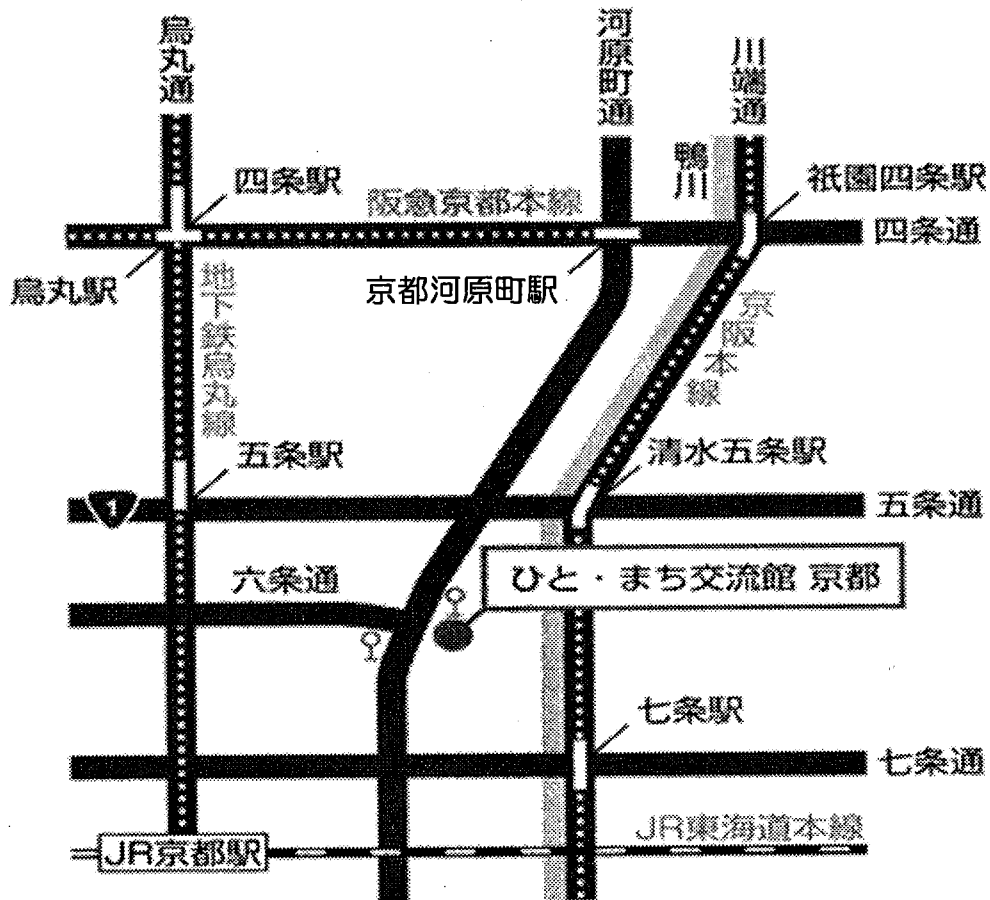 烏丸通
河原町通
川端通
鴨川
四条駅
阪急京都本線
祇園四条駅
四条通
烏丸駅
京都河原町駅
地下鉄烏丸線
京阪本線
五条駅
清水五条駅
1
五条通
六条通
ひと・まち交流館 京都
七条駅
七条通
JR東海道本線
JR京都駅